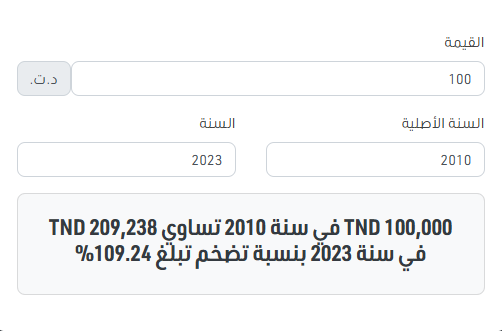 القيمة
100
د.ت.
السنة الأصلية
السنة
2010
2023
100,000 TND في سنة 2010 تساوي 209,238 TND
في سنة 2023 بنسبة تضخم تبلغ 109.24%